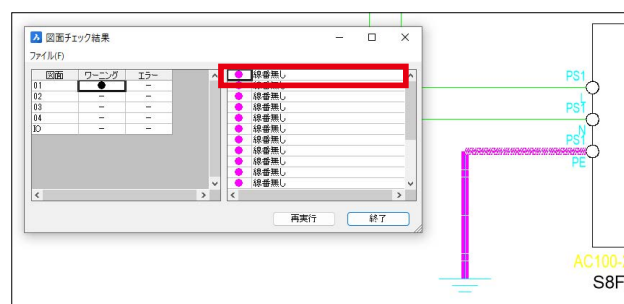 図面チェック結果
ファイル(F)
図面 ワーニング エラー
01 ● −
02 − −
03 − −
04 − −
IO − −
線番無し
線番無し
線番無し
線番無し
線番無し
線番無し
線番無し
線番無し
線番無し
線番無し
再実行 終了
PS1
L
PS1
N
PS1
PE
AC100-
S8F